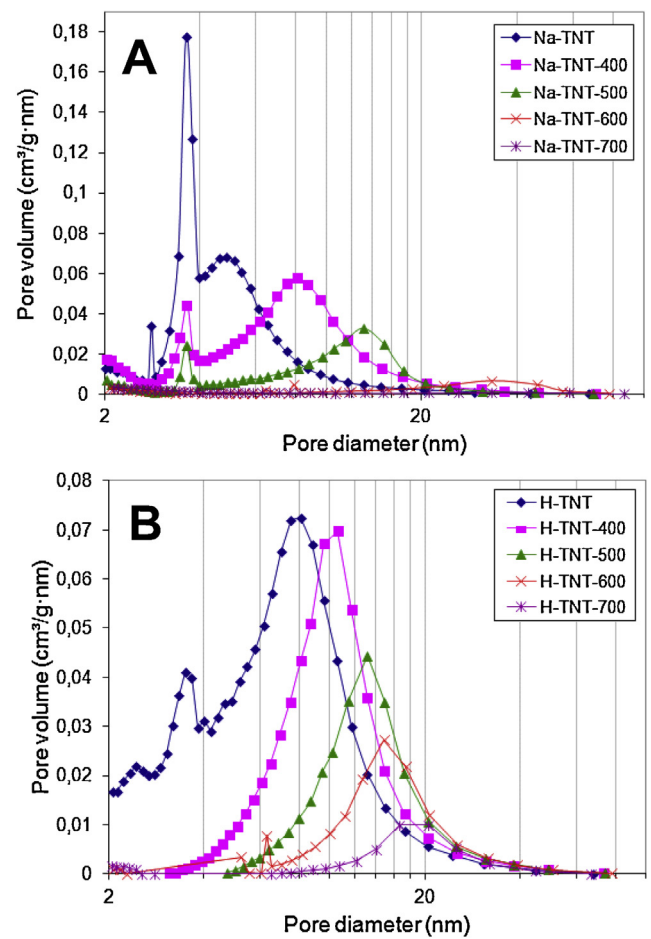 A
0,18
0,16
0,14
0,12
0,1
0,08
0,06
0,04
0,02
0
Pore volume (cm³/g·nm)
Na-TNT
Na-TNT-400
Na-TNT-500
Na-TNT-600
Na-TNT-700
2
20
Pore diameter (nm)
B
0,08
0,07
0,06
0,05
0,04
0,03
0,02
0,01
0
Pore volume (cm³/g·nm)
H-TNT
H-TNT-400
H-TNT-500
H-TNT-600
H-TNT-700
2
20
Pore diameter (nm)